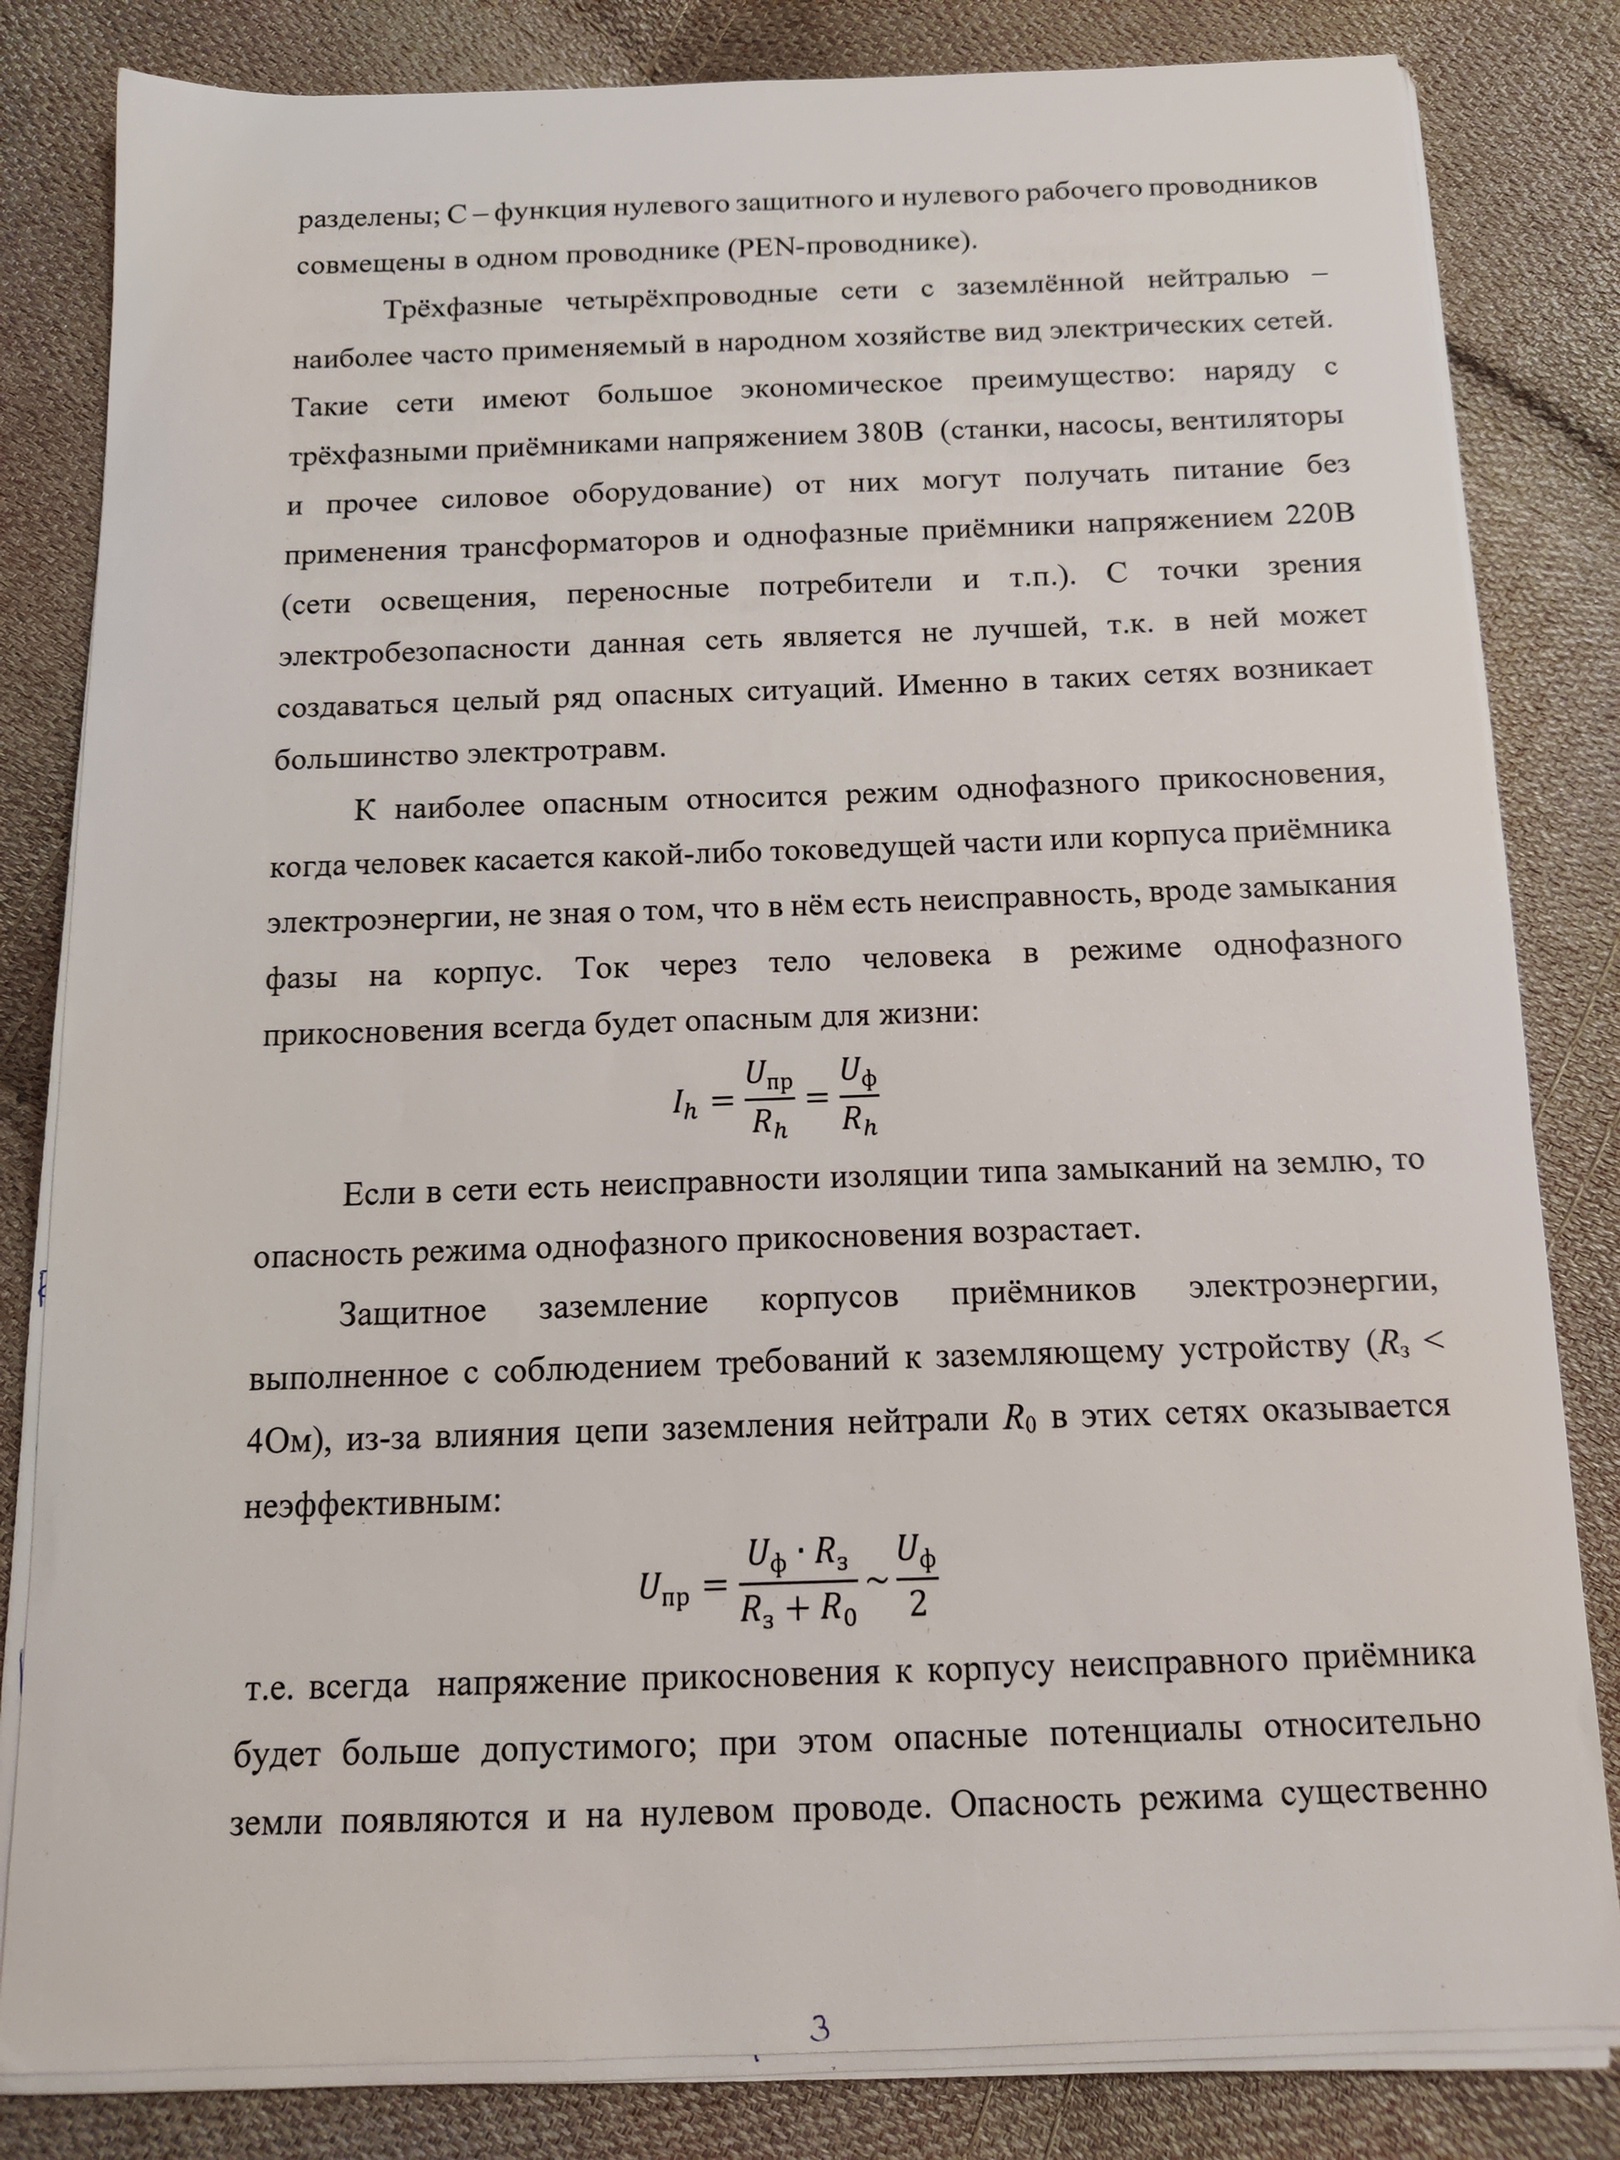 разделены; С – функция нулевого защитного и нулевого рабочего проводников
совмещены в одном проводнике (PEN-проводнике).
Трёхфазные четырёхпроводные сети с заземлённой нейтралью –
наиболее часто применяемый в народном хозяйстве вид электрических сетей.
Такие сети имеют большое экономическое преимущество: наряду с
трёхфазными приёмниками напряжением 380В (станки, насосы, вентиляторы
и прочее силовое оборудование) от них могут получать питание без
применения трансформаторов и однофазные приёмники напряжением 220В
(сети освещения, переносные потребители и т.п.). С точки зрения
электробезопасности данная сеть является не лучшей, т.к. в ней может
создаваться целый ряд опасных ситуаций. Именно в таких сетях возникает
большинство электротравм.
К наиболее опасным относится режим однофазного прикосновения,
когда человек касается какой-либо токоведущей части или корпуса приёмника
электроэнергии, не зная о том, что в нём есть неисправность, вроде замыкания
фазы на корпус. Ток через тело человека в режиме однофазного
прикосновения всегда будет опасным для жизни:
I_h = U_пр / R_h = U_ф / R_h
Если в сети есть неисправности изоляции типа замыканий на землю, то
опасность режима однофазного прикосновения возрастает.
Защитное заземление корпусов приёмников электроэнергии,
выполненное с соблюдением требований к заземляющему устройству (R_з <
4Ом), из-за влияния цепи заземления нейтрали R_0 в этих сетях оказывается
неэффективным:
U_пр = (U_ф · R_з) / (R_з + R_0) ~ U_ф / 2
т.е. всегда напряжение прикосновения к корпусу неисправного приёмника
будет больше допустимого; при этом опасные потенциалы относительно
земли появляются и на нулевом проводе. Опасность режима существенно
3